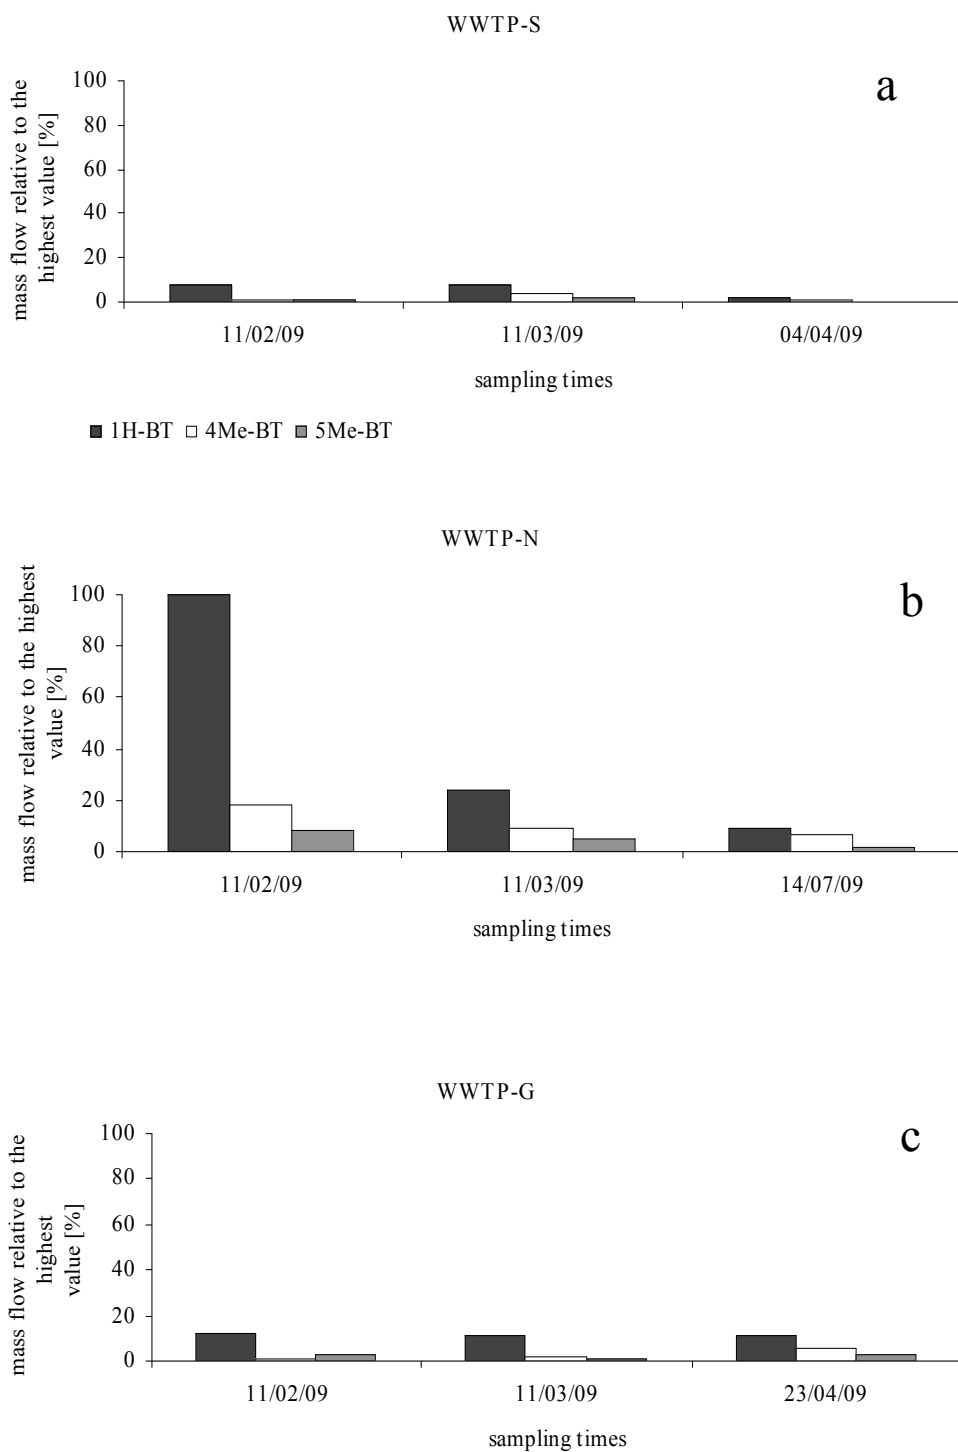 WWTP-S
a
mass flow relative to the
highest value [%]
100
80
60
40
20
0
11/02/09 11/03/09 04/04/09
sampling times
1H-BT 4Me-BT 5Me-BT
WWTP-N
b
mass flow relative to the highest
value [%]
100
80
60
40
20
0
11/02/09 11/03/09 14/07/09
sampling times
WWTP-G
c
mass flow relative to the
highest
value [%]
100
80
60
40
20
0
11/02/09 11/03/09 23/04/09
sampling times